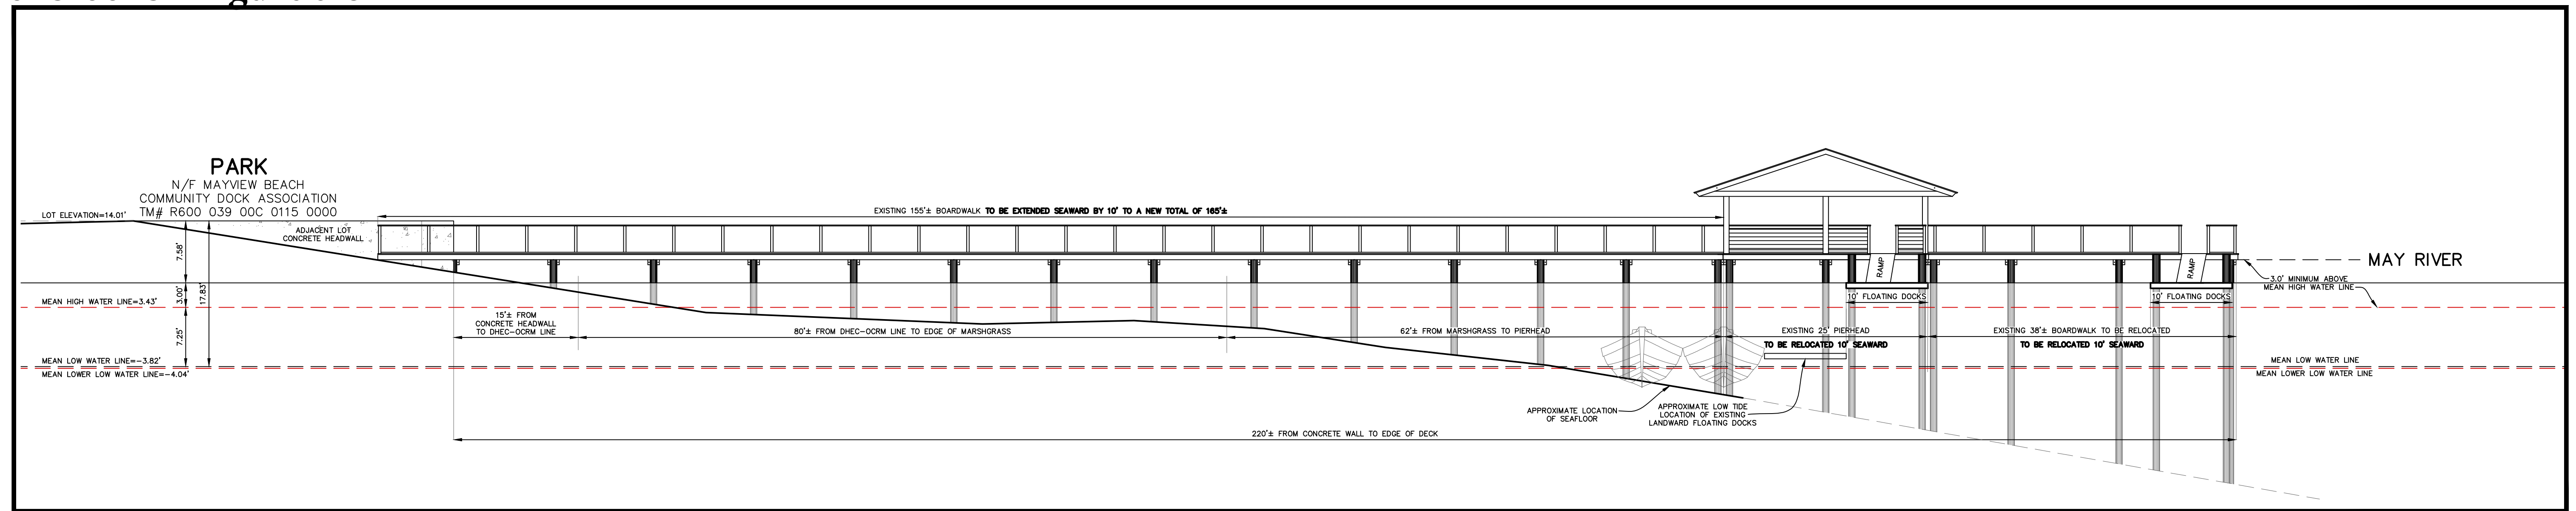 PARK
N/F MAYVIEW BEACH
COMMUNITY DOCK ASSOCIATION
TM# R600 039 00C 0115 0000
LOT ELEVATION=14.01'
ADJACENT LOT
CONCRETE HEADWALL
EXISTING 155'± BOARDWALK TO BE EXTENDED SEAWARD BY 10' TO A NEW TOTAL OF 165'±
7.58'
3.00'
17.83'
7.25'
MEAN HIGH WATER LINE=3.43'
MEAN LOW WATER LINE=-3.82'
MEAN LOWER LOW WATER LINE=-4.04'
15'± FROM
CONCRETE HEADWALL
TO DHEC-OCRM LINE
80'± FROM DHEC-OCRM LINE TO EDGE OF MARSHGRASS
62'± FROM MARSHGRASS TO PIERHEAD
EXISTING 25' PIERHEAD
TO BE RELOCATED 10' SEAWARD
EXISTING 38'± BOARDWALK TO BE RELOCATED
TO BE RELOCATED 10' SEAWARD
RAMP
10' FLOATING DOCKS
RAMP
10' FLOATING DOCKS
MAY RIVER
3.0' MINIMUM ABOVE
MEAN HIGH WATER LINE
MEAN LOW WATER LINE
MEAN LOWER LOW WATER LINE
APPROXIMATE LOCATION
OF SEAFLOOR
APPROXIMATE LOW TIDE
LOCATION OF EXISTING
LANDWARD FLOATING DOCKS
220'± FROM CONCRETE WALL TO EDGE OF DECK